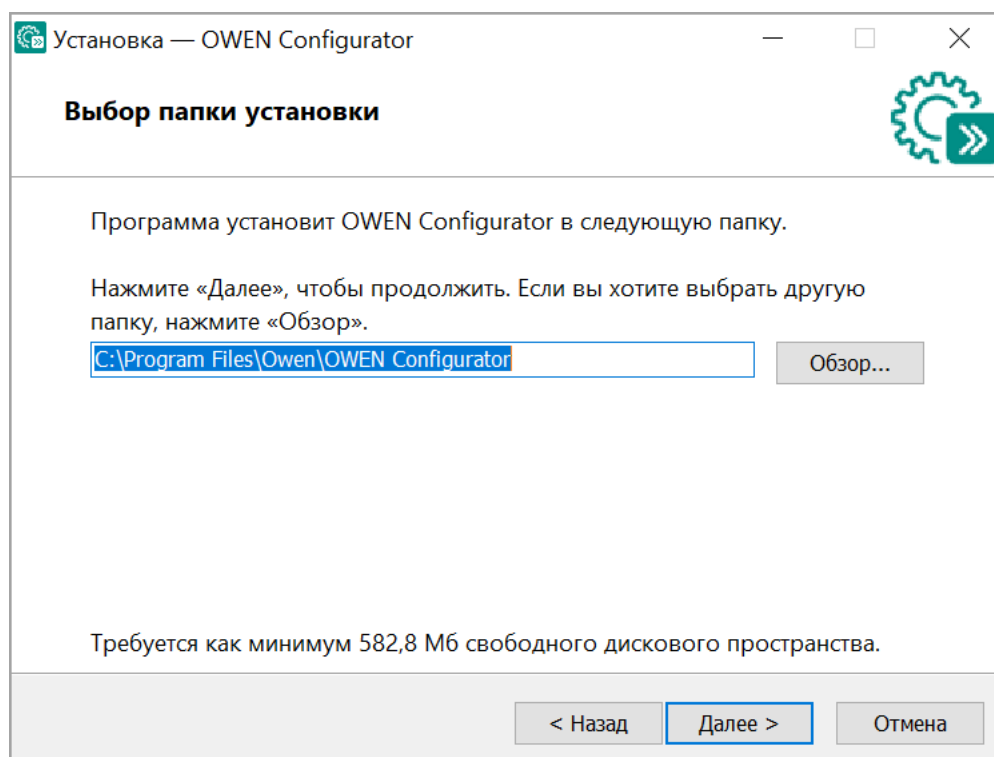 Установка — OWEN Configurator
Выбор папки установки
Программа установит OWEN Configurator в следующую папку.
Нажмите «Далее», чтобы продолжить. Если вы хотите выбрать другую
папку, нажмите «Обзор».
C:\Program Files\Owen\OWEN Configurator
Обзор...
Требуется как минимум 582,8 Мб свободного дискового пространства.
< Назад
Далее >
Отмена